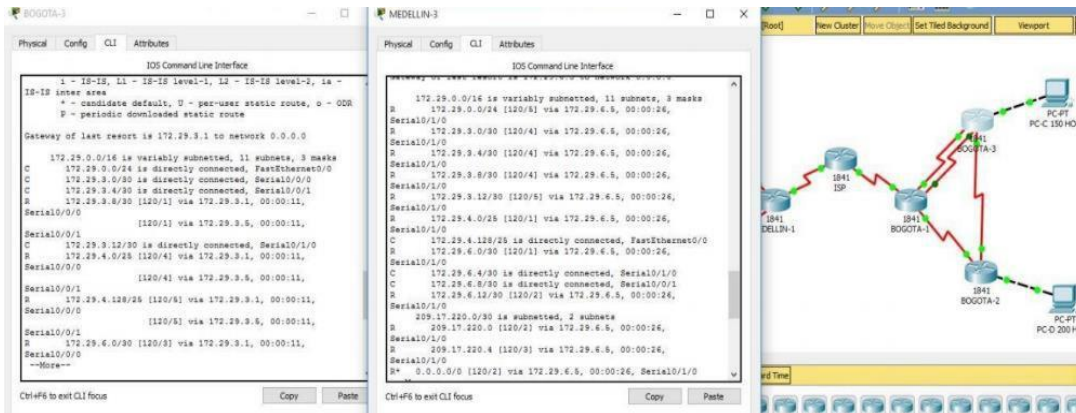 BOGOTA-3
Physical Config CLI Attributes
IOS Command Line Interface
i - IS-IS, L1 - IS-IS level-1, L2 - IS-IS level-2, ia -
IS-IS inter area
* - candidate default, U - per-user static route, o - ODR
P - periodic downloaded static route
Gateway of last resort is 172.29.3.1 to network 0.0.0.0
172.29.0.0/16 is variably subnetted, 11 subnets, 3 masks
C 172.29.0.0/24 is directly connected, FastEthernet0/0
C 172.29.3.0/30 is directly connected, Serial0/0/0
C 172.29.3.4/30 is directly connected, Serial0/0/1
R 172.29.3.8/30 [120/1] via 172.29.3.1, 00:00:11,
Serial0/0/0
[120/1] via 172.29.3.5, 00:00:11,
Serial0/0/1
C 172.29.3.12/30 is directly connected, Serial0/1/0
R 172.29.4.0/25 [120/4] via 172.29.3.1, 00:00:11,
Serial0/0/0
[120/4] via 172.29.3.5, 00:00:11,
Serial0/0/1
R 172.29.4.128/25 [120/5] via 172.29.3.1, 00:00:11,
Serial0/0/0
[120/5] via 172.29.3.5, 00:00:11,
Serial0/0/1
R 172.29.6.0/30 [120/3] via 172.29.3.1, 00:00:11,
Serial0/0/0
--More--
Ctrl+F6 to exit CLI focus
Copy Paste
MEDELLIN-3
Physical Config CLI Attributes
IOS Command Line Interface
172.29.0.0/16 is variably subnetted, 11 subnets, 3 masks
R 172.29.0.0/24 [120/5] via 172.29.6.5, 00:00:26,
Serial0/1/0
R 172.29.3.0/30 [120/4] via 172.29.6.5, 00:00:26,
Serial0/1/0
R 172.29.3.4/30 [120/4] via 172.29.6.5, 00:00:26,
Serial0/1/0
R 172.29.3.8/30 [120/4] via 172.29.6.5, 00:00:26,
Serial0/1/0
R 172.29.3.12/30 [120/5] via 172.29.6.5, 00:00:26,
Serial0/1/0
R 172.29.4.0/25 [120/1] via 172.29.6.5, 00:00:26,
Serial0/1/0
C 172.29.4.128/25 is directly connected, FastEthernet0/0
R 172.29.6.0/30 [120/1] via 172.29.6.5, 00:00:26,
Serial0/1/0
C 172.29.6.4/30 is directly connected, Serial0/1/0
C 172.29.6.8/30 is directly connected, Serial0/0/1
R 172.29.6.12/30 [120/2] via 172.29.6.5, 00:00:26,
Serial0/1/0
209.17.220.0/30 is subnetted, 2 subnets
R 209.17.220.0 [120/2] via 172.29.6.5, 00:00:26,
Serial0/1/0
R 209.17.220.4 [120/3] via 172.29.6.5, 00:00:26,
Serial0/1/0
R* 0.0.0.0/0 [120/2] via 172.29.6.5, 00:00:26, Serial0/1/0
Ctrl+F6 to exit CLI focus
Copy Paste
[Root] New Cluster Move Object Set Tiled Background Viewport
PC-PT
PC-C 150 HO
BOGOTA-3
1841
ISP
1841
DELLIN-1
1841
BOGOTA-1
1841
BOGOTA-2
PC-PT
PC-D 200 H
rd Time